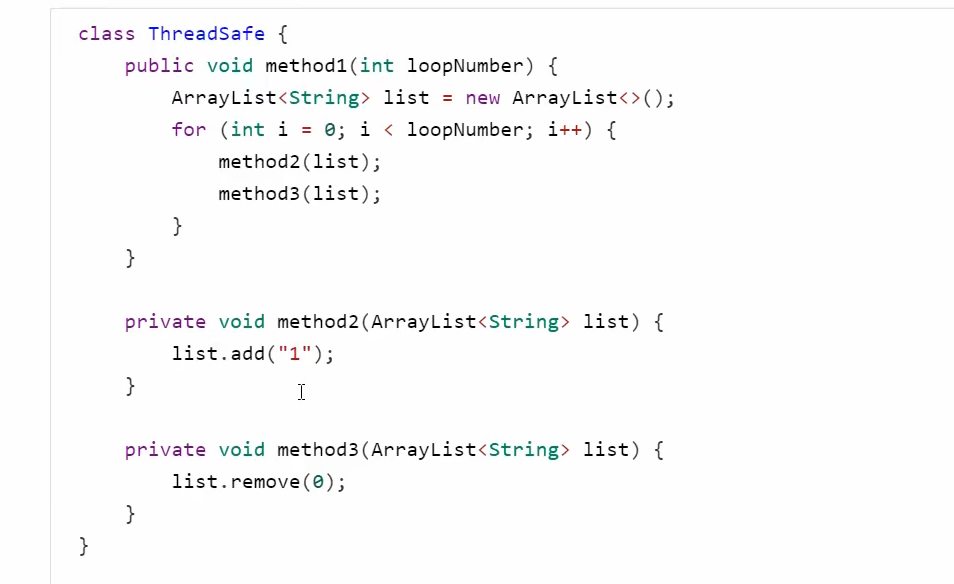 class ThreadSafe {
    public void method1(int loopNumber) {
        ArrayList<String> list = new ArrayList<>();
        for (int i = 0; i < loopNumber; i++) {
            method2(list);
            method3(list);
        }
    }

    private void method2(ArrayList<String> list) {
        list.add("1");
    }

    private void method3(ArrayList<String> list) {
        list.remove(0);
    }
}